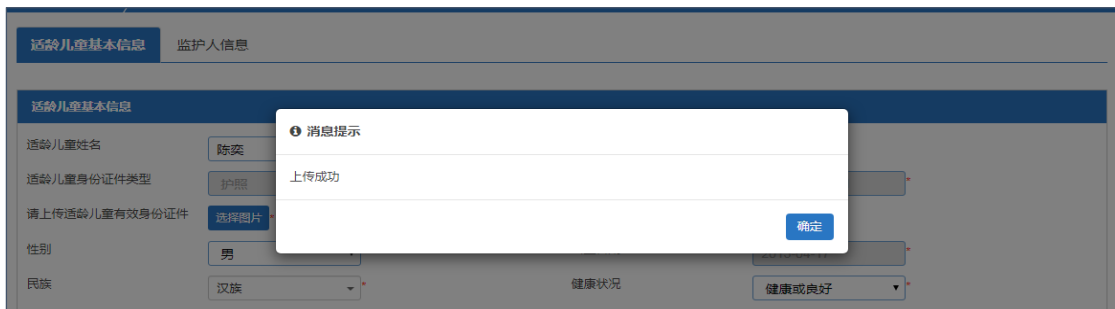 适龄儿童基本信息 监护人信息
适龄儿童基本信息
消息提示
上传成功
确定
适龄儿童姓名 陈奕
适龄儿童身份证件类型 护照 *
请上传适龄儿童有效身份证件 选择图片 *
性别 男 *
民族 汉族 * 健康状况 健康或良好 *